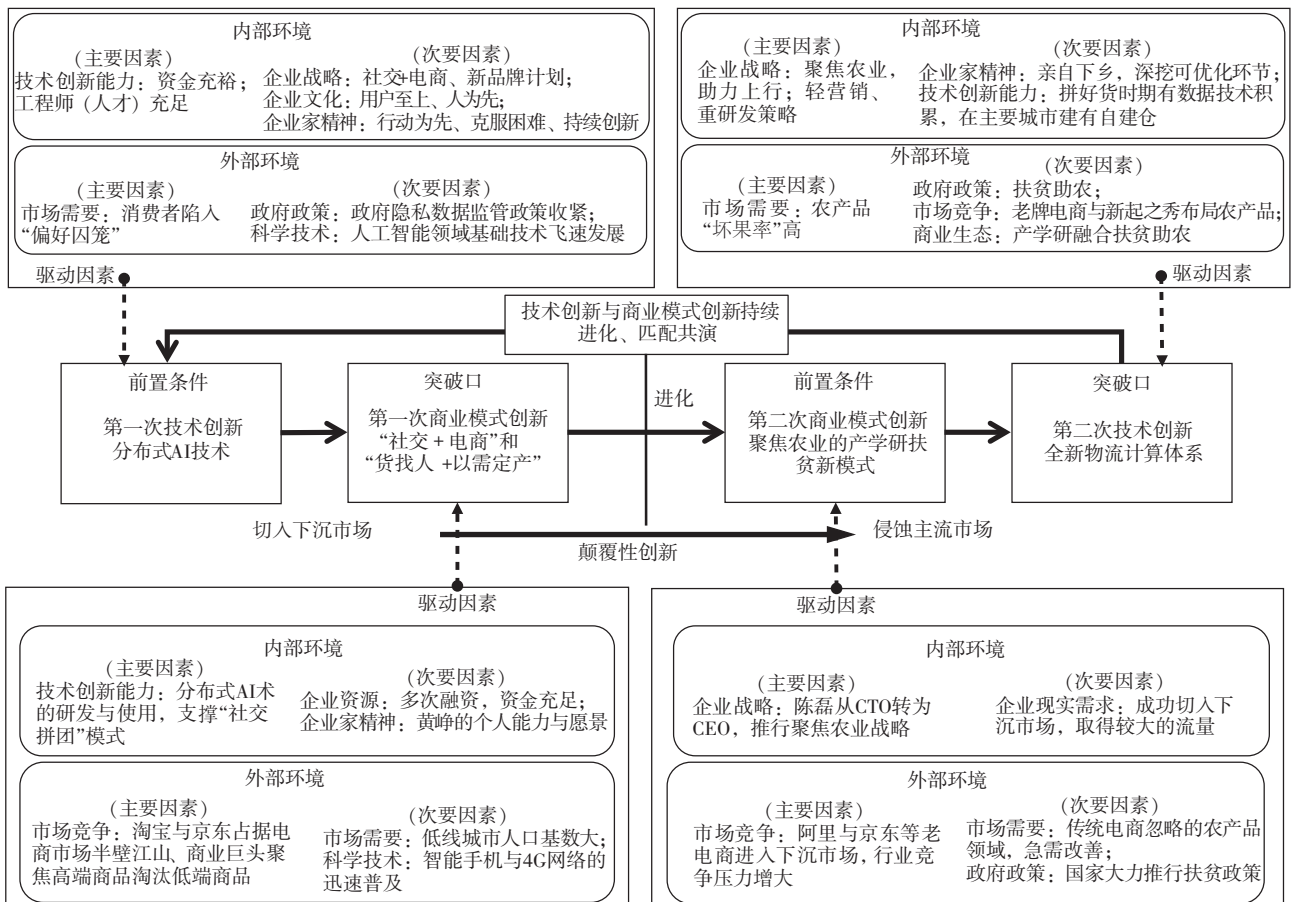 内部环境
(主要因素)
技术创新能力：资金充裕；
工程师（人才）充足
(次要因素)
企业战略：社交+电商、新品牌计划；
企业文化：用户至上、人为先；
企业家精神：行动为先、克服困难、持续创新
外部环境
(主要因素)
市场需要：消费者陷入
“偏好囚笼”
(次要因素)
政府政策：政府隐私数据监管政策收紧；
科学技术：人工智能领域基础技术飞速发展
驱动因素
内部环境
(主要因素)
企业战略：聚焦农业，
助力上行；轻营销、
重研发策略
(次要因素)
企业家精神：亲自下乡，深挖可优化环节；
技术创新能力：拼好货时期有数据技术积
累，在主要城市建有自建仓
外部环境
(主要因素)
市场需要：农产品
“坏果率”高
(次要因素)
政府政策：扶贫助农；
市场竞争：老牌电商与新起之秀布局农产品；
商业生态：产学研融合扶贫助农
驱动因素
技术创新与商业模式创新持续
进化、匹配共演
前置条件
第一次技术创新
分布式AI技术
突破口
第一次商业模式创新
“社交+电商”和
“货找人+以需定产”
进化
前置条件
第二次商业模式创新
聚焦农业的产学研扶
贫新模式
突破口
第二次技术创新
全新物流计算体系
切入下沉市场
颠覆性创新
侵蚀主流市场
驱动因素
内部环境
(主要因素)
技术创新能力：分布式AI术
的研发与使用，支撑“社交
拼团”模式
(次要因素)
企业资源：多次融资，资金充足；
企业家精神：黄峥的个人能力与愿景
外部环境
(主要因素)
市场竞争：淘宝与京东占据电
商市场半壁江山、商业巨头聚
焦高端商品淘汰低端商品
(次要因素)
市场需要：低线城市人口基数大；
科学技术：智能手机与4G网络的
迅速普及
驱动因素
内部环境
(主要因素)
企业战略：陈磊从CTO转为
CEO，推行聚焦农业战略
(次要因素)
企业现实需求：成功切入下
沉市场，取得较大的流量
外部环境
(主要因素)
市场竞争：阿里与京东等老
电商进入下沉市场，行业竞
争压力增大
(次要因素)
市场需要：传统电商忽略的农产品
领域，急需改善；
政府政策：国家大力推行扶贫政策